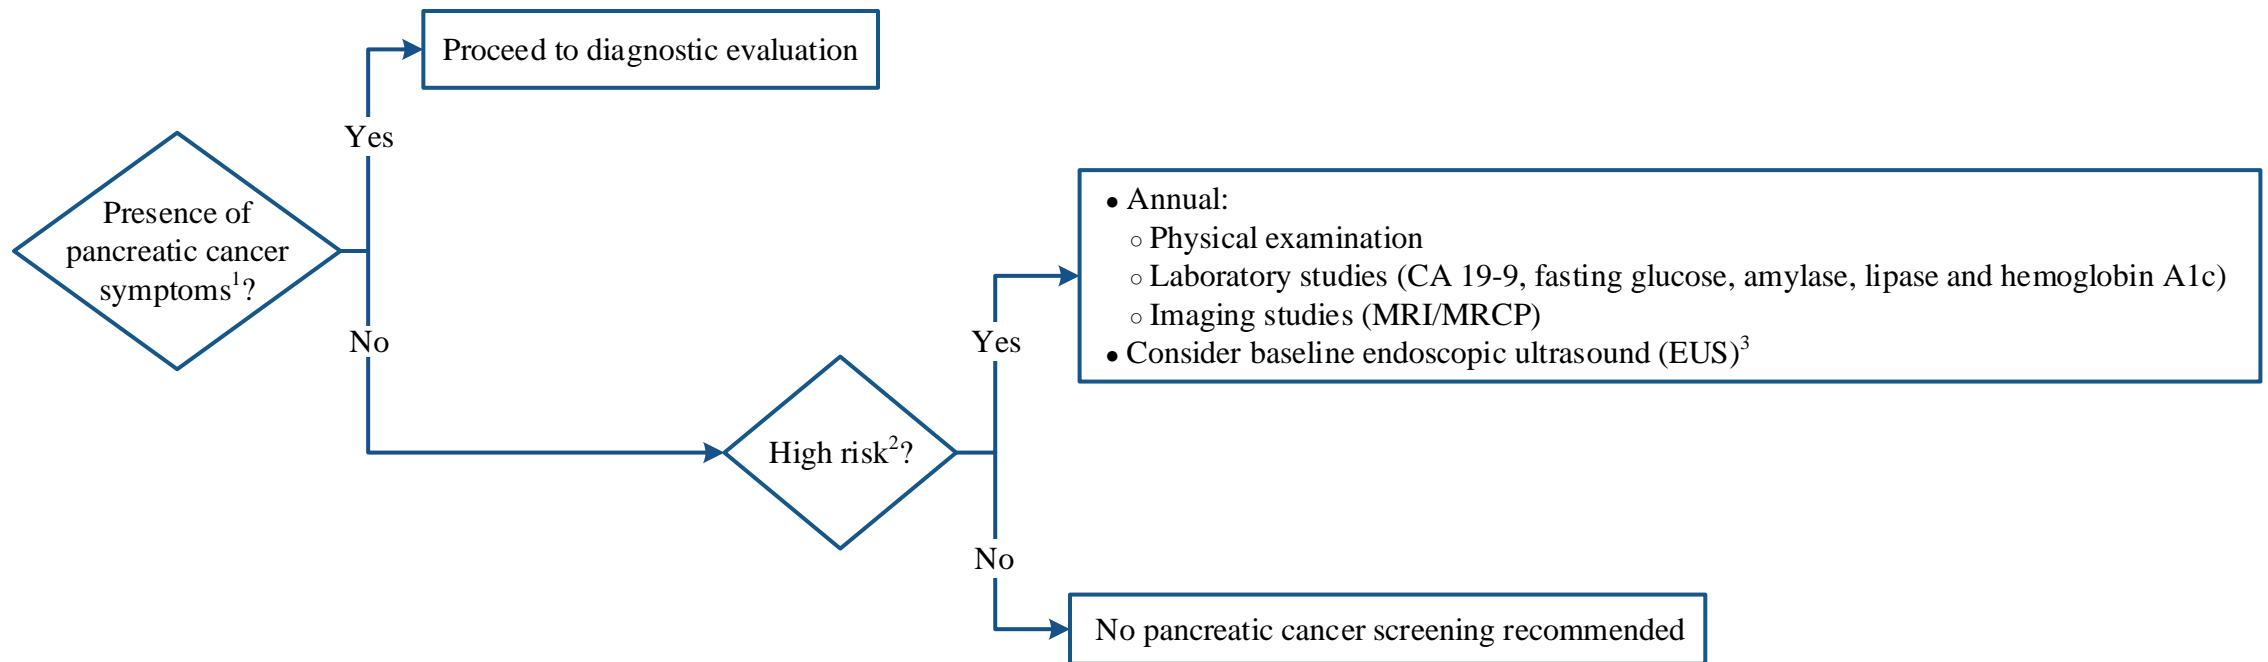 Proceed to diagnostic evaluation
Yes
Presence of
pancreatic cancer
symptoms¹?
No
High risk²?
Yes
• Annual:
○ Physical examination
○ Laboratory studies (CA 19-9, fasting glucose, amylase, lipase and hemoglobin A1c)
○ Imaging studies (MRI/MRCP)
• Consider baseline endoscopic ultrasound (EUS)³
No
No pancreatic cancer screening recommended